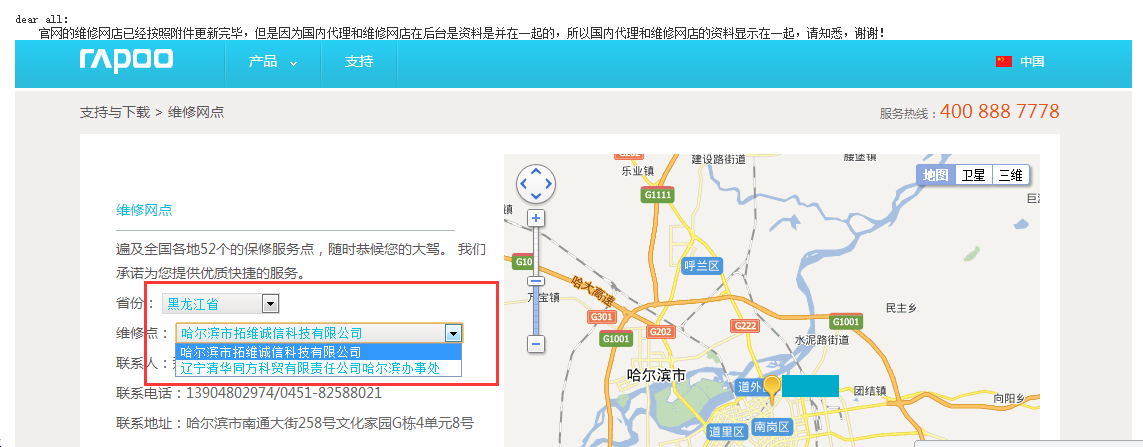 dear all:
官网的维修网店已经按照附件更新完毕，但是因为国内代理和维修网店在后台是资料是并在一起的，所以国内代理和维修网店的资料显示在一起，请知悉，谢谢！
rapoo 产品 支持 中国
支持与下载 > 维修网点 服务热线：400 888 7778
维修网点
遍及全国各地52个的保修服务点，随时恭候您的大驾。 我们
承诺为您提供优质快捷的服务。
省份： 黑龙江省
维修点： 哈尔滨市拓维诚信科技有限公司
哈尔滨市拓维诚信科技有限公司
辽宁清华同方科贸有限责任公司哈尔滨办事处
联系人：
联系电话：13904802974/0451-82588021
联系地址：哈尔滨市南通大街258号文化家园G栋4单元8号
建设路街道
乐业镇
地图 卫星 三维
G1111
镇
呼兰区
G10
哈大高速
万宝镇
民主乡
G301
G202
G222
G1001
G1001
水泥路街道
哈尔滨市
道外
团结镇
向阳乡
道里区
南岗区